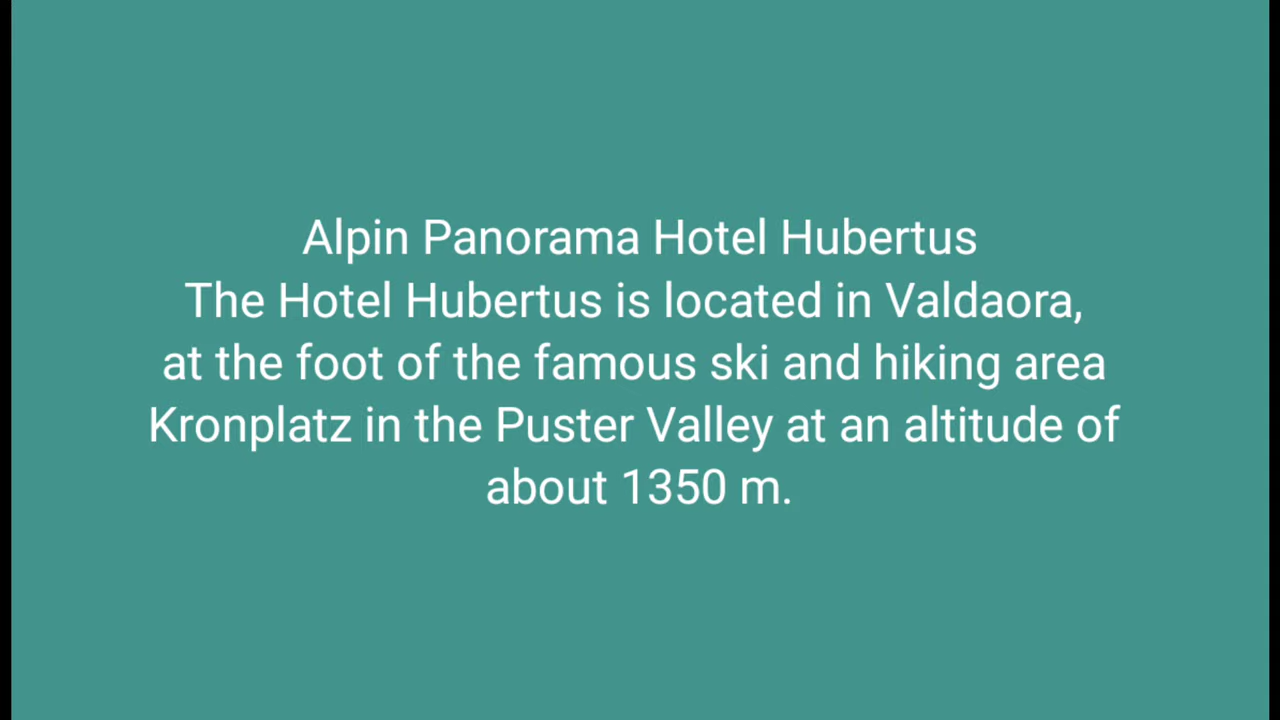 Alpin Panorama Hotel Hubertus
The Hotel Hubertus is located in Valdaora,
at the foot of the famous ski and hiking area
Kronplatz in the Puster Valley at an altitude of
about 1350 m.